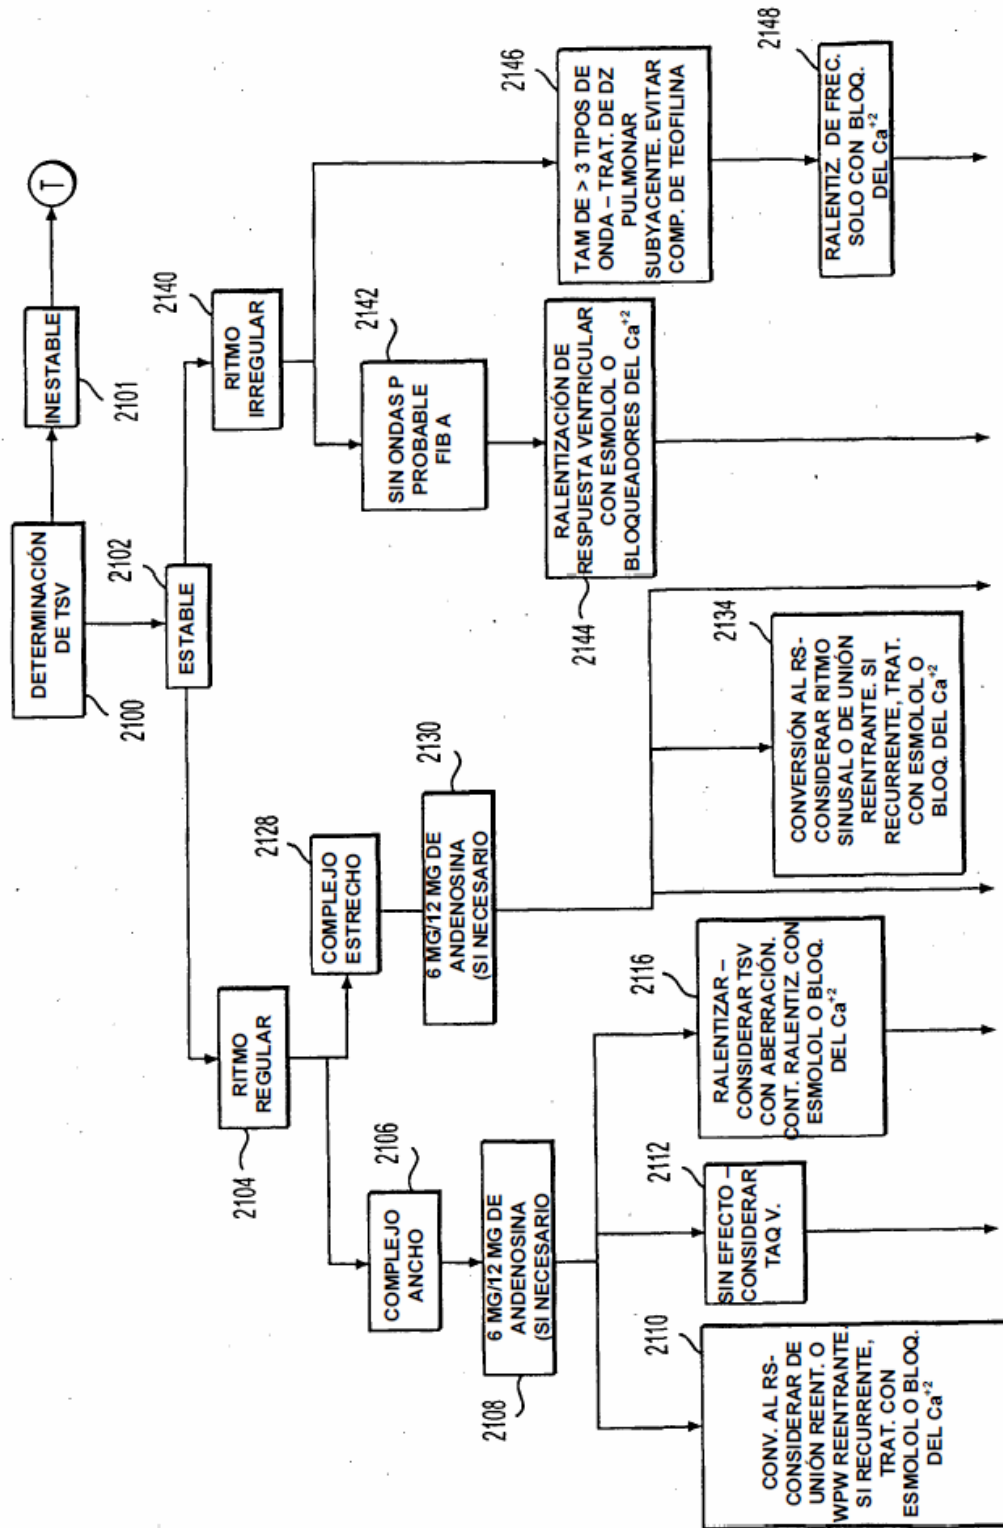 DETERMINACIÓN
DE TSV
2100
INESTABLE
2101
T
ESTABLE
2102
RITMO
REGULAR
2104
RITMO
IRREGULAR
2140
COMPLEJO
ANCHO
2106
COMPLEJO
ESTRECHO
2128
SIN ONDAS P
PROBABLE
FIB A
2142
TAM DE > 3 TIPOS DE
ONDA – TRAT. DE DZ
PULMONAR
SUBYACENTE. EVITAR
COMP. DE TEOFILINA
2146
6 MG/12 MG DE
ANDENOSINA
(SI NECESARIO
2108
6 MG/12 MG DE
ANDENOSINA
(SI NECESARIO
2130
RALENTIZACIÓN DE
RESPUESTA VENTRICULAR
CON ESMOLOL O
BLOQUEADORES DEL Ca+2
2144
RALENTIZ. DE FREC.
SOLO CON BLOQ.
DEL Ca+2
2148
CONV. AL RS-
CONSIDERAR DE
UNIÓN REENT. O
WPW REENTRANTE.
SI RECURRENTE,
TRAT. CON
ESMOLOL O BLOQ.
DEL Ca+2
2110
SIN EFECTO –
CONSIDERAR
TAQ V.
2112
RALENTIZAR –
CONSIDERAR TSV
CON ABERRACIÓN.
CONT. RALENTIZ. CON
ESMOLOL O BLOQ.
DEL Ca+2
2116
CONVERSIÓN AL RS-
CONSIDERAR RITMO
SINUSAL O DE UNIÓN
REENTRANTE. SI
RECURRENTE, TRAT.
CON ESMOLOL O
BLOQ. DEL Ca+2
2134